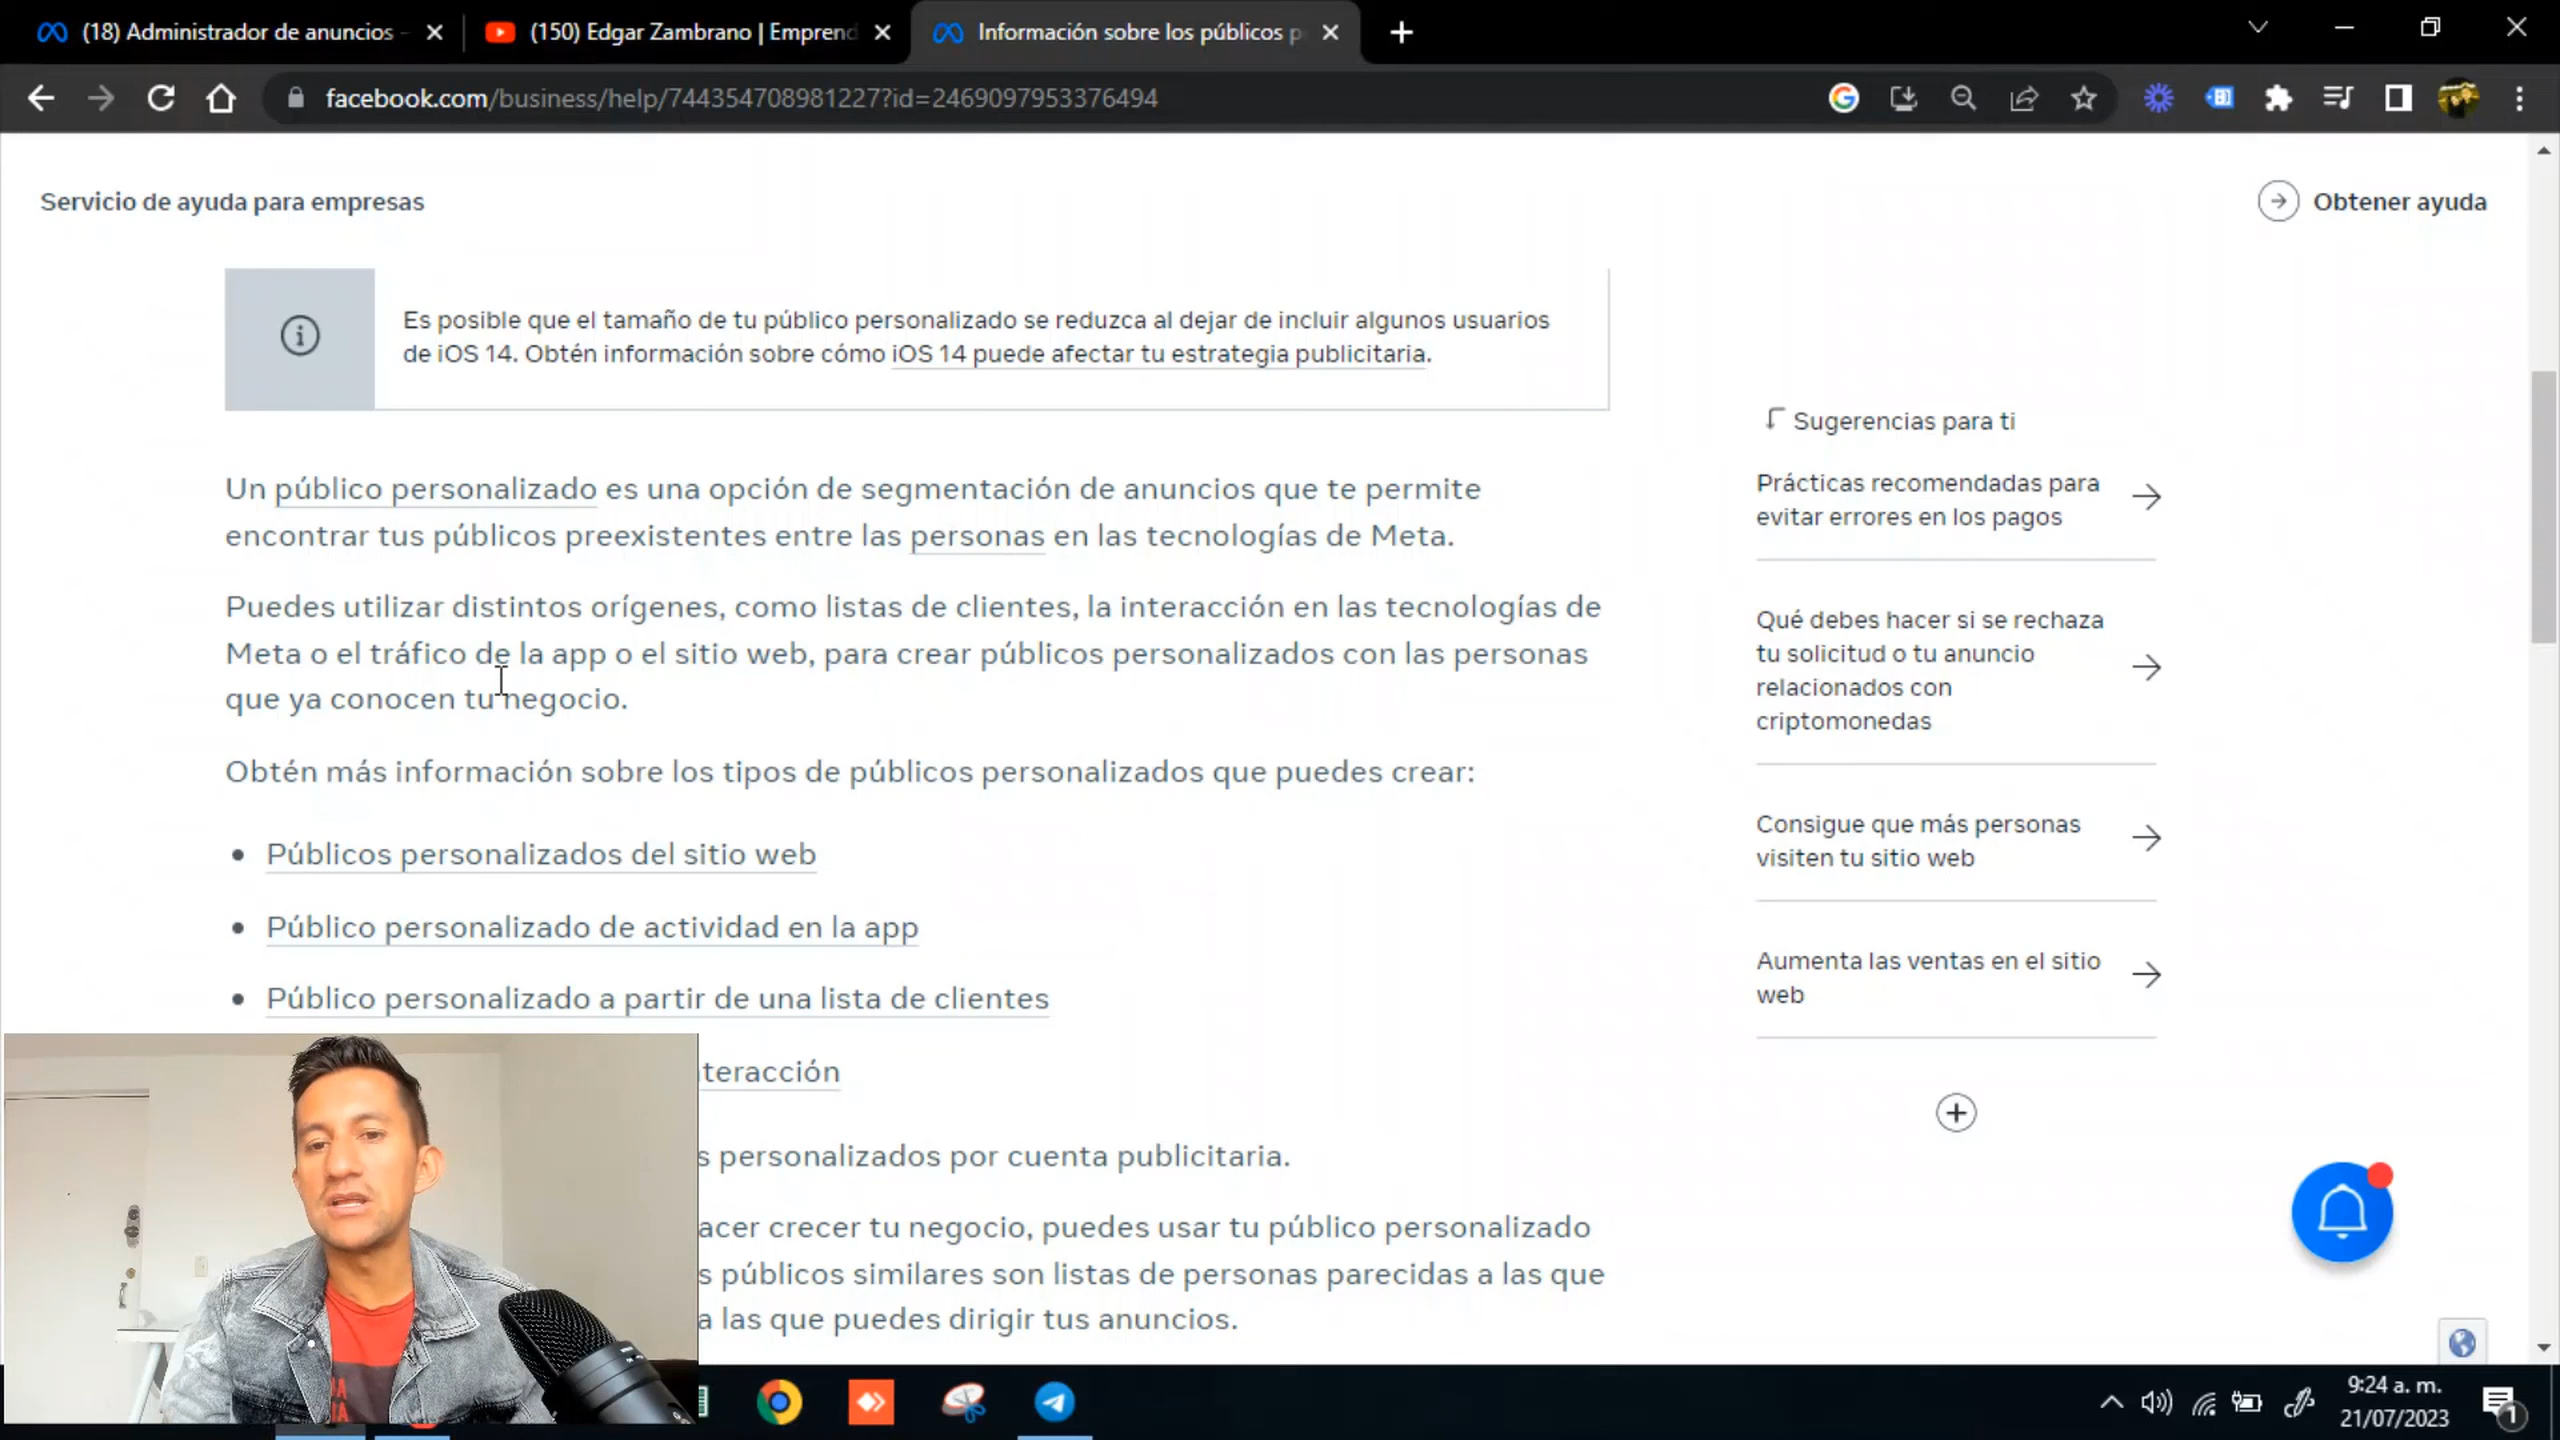 (18) Administrador de anuncios -
(150) Edgar Zambrano | Emprend
Información sobre los públicos p
facebook.com/business/help/744354708981227?id=2469097953376494
Servicio de ayuda para empresas
Obtener ayuda
Es posible que el tamaño de tu público personalizado se reduzca al dejar de incluir algunos usuarios
de iOS 14. Obtén información sobre cómo iOS 14 puede afectar tu estrategia publicitaria.
Un público personalizado es una opción de segmentación de anuncios que te permite
encontrar tus públicos preexistentes entre las personas en las tecnologías de Meta.
Puedes utilizar distintos orígenes, como listas de clientes, la interacción en las tecnologías de
Meta o el tráfico de la app o el sitio web, para crear públicos personalizados con las personas
que ya conocen tu negocio.
Obtén más información sobre los tipos de públicos personalizados que puedes crear:
• Públicos personalizados del sitio web
• Público personalizado de actividad en la app
• Público personalizado a partir de una lista de clientes
nteracción
s personalizados por cuenta publicitaria.
acer crecer tu negocio, puedes usar tu público personalizado
s públicos similares son listas de personas parecidas a las que
a las que puedes dirigir tus anuncios.
Sugerencias para ti
Prácticas recomendadas para
evitar errores en los pagos
Qué debes hacer si se rechaza
tu solicitud o tu anuncio
relacionados con
criptomonedas
Consigue que más personas
visiten tu sitio web
Aumenta las ventas en el sitio
web
9:24 a. m.
21/07/2023
1